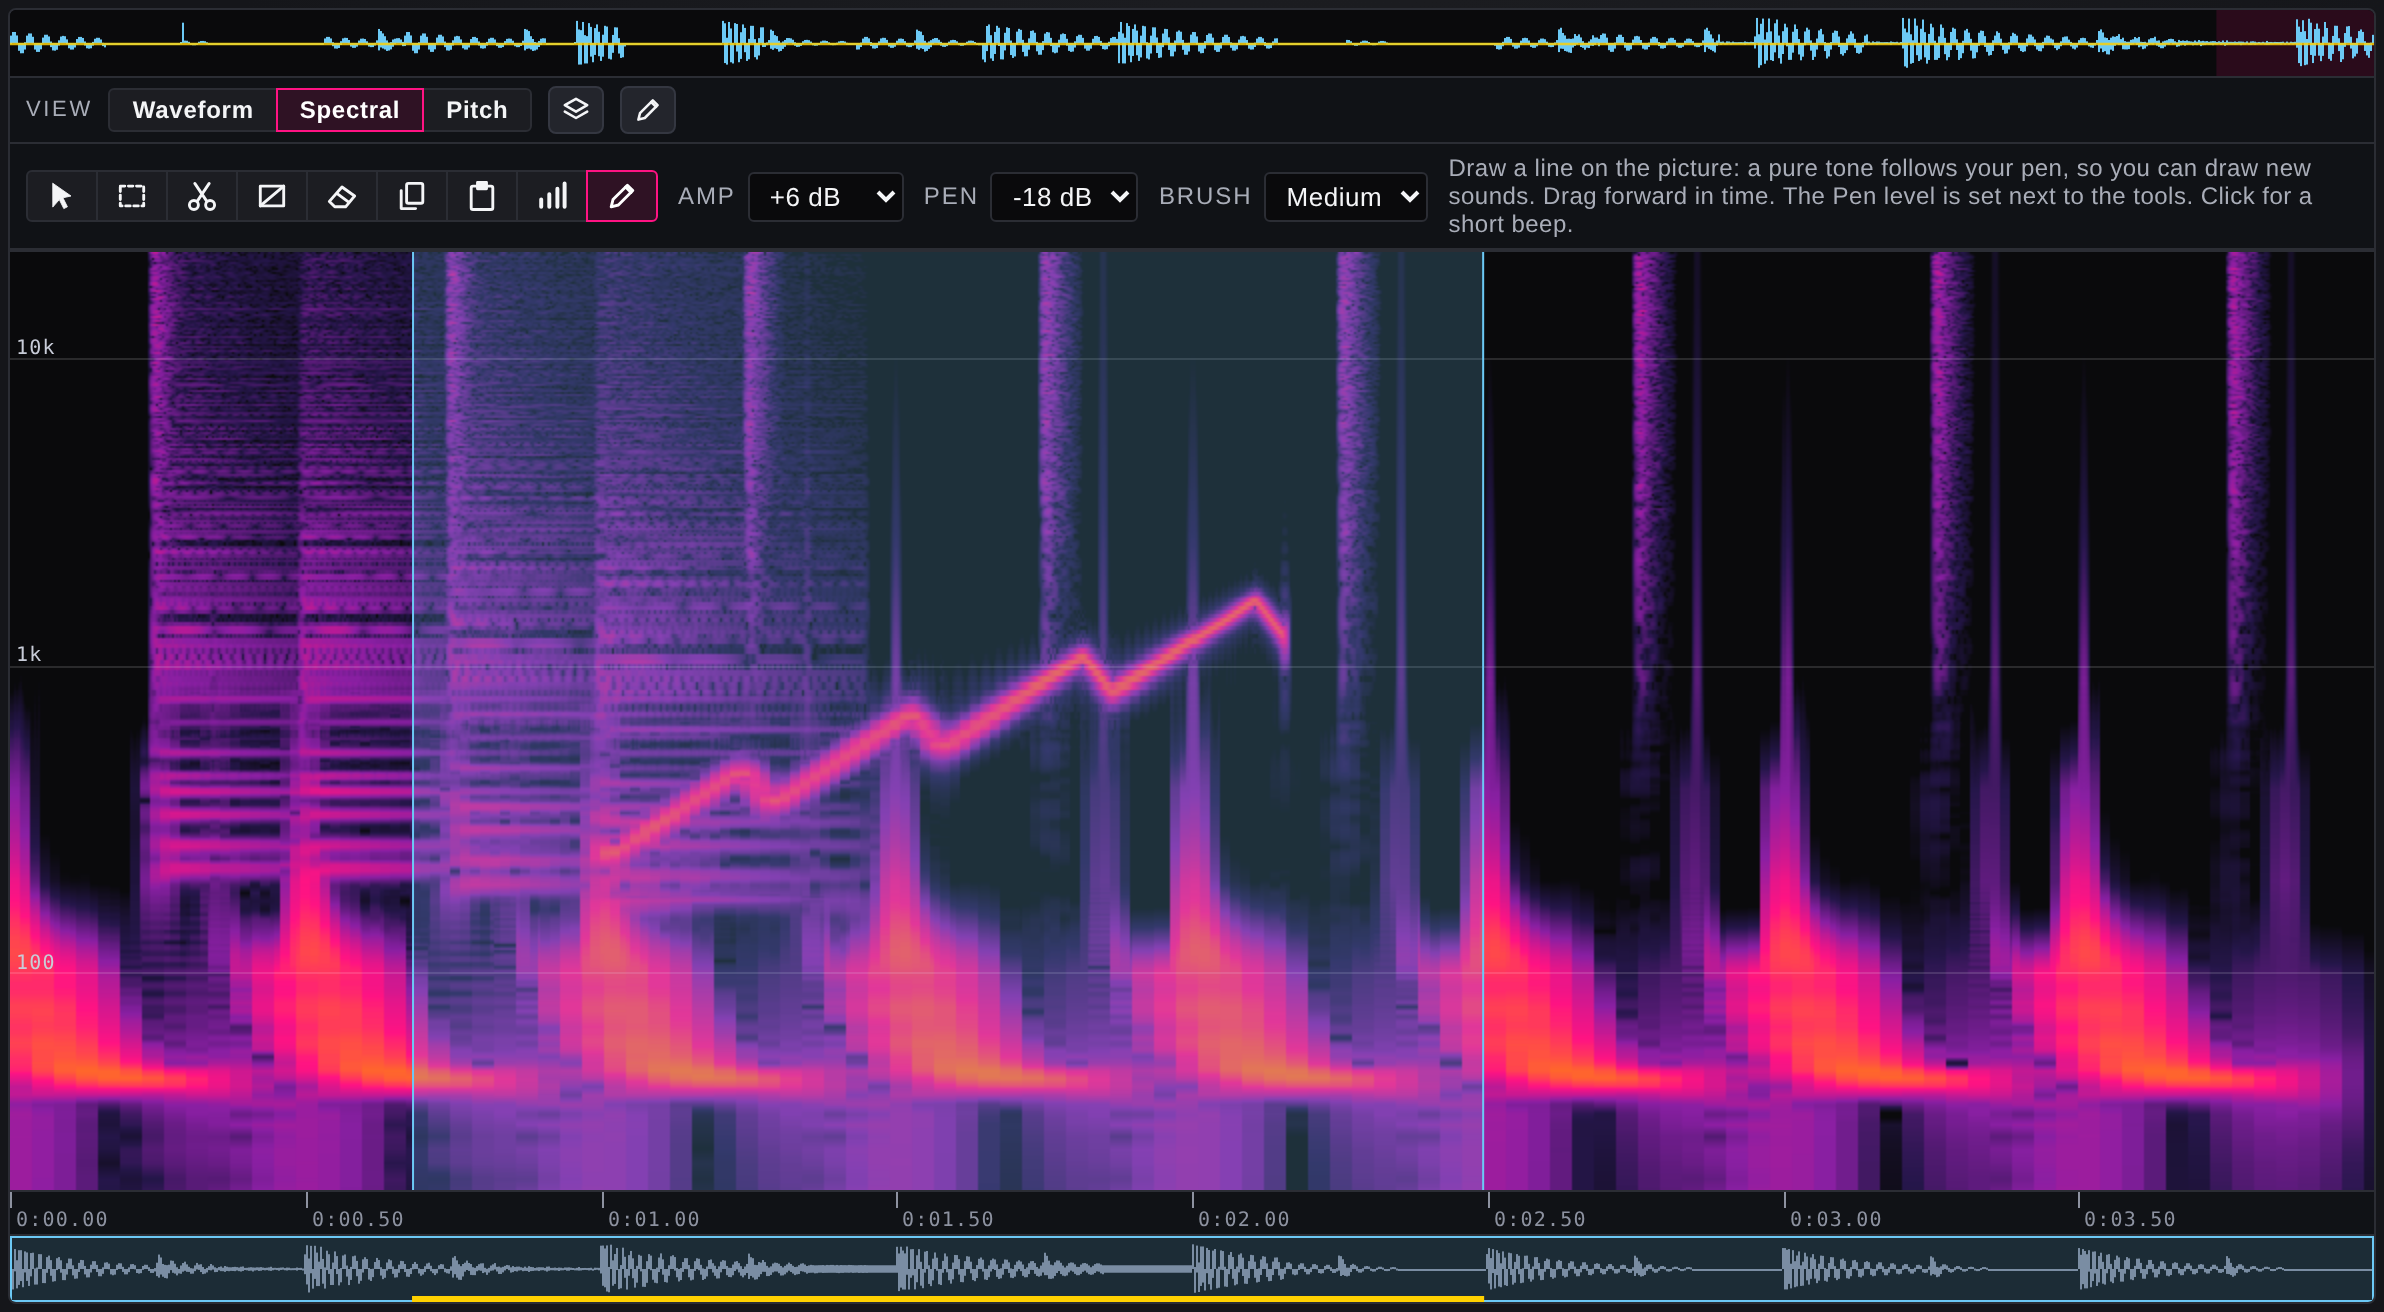 VIEW Waveform Spectral Pitch
AMP +6 dB PEN -18 dB BRUSH Medium
Draw a line on the picture: a pure tone follows your pen, so you can draw new
sounds. Drag forward in time. The Pen level is set next to the tools. Click for a
short beep.
10k
1k
100
0:00.00 0:00.50 0:01.00 0:01.50 0:02.00 0:02.50 0:03.00 0:03.50